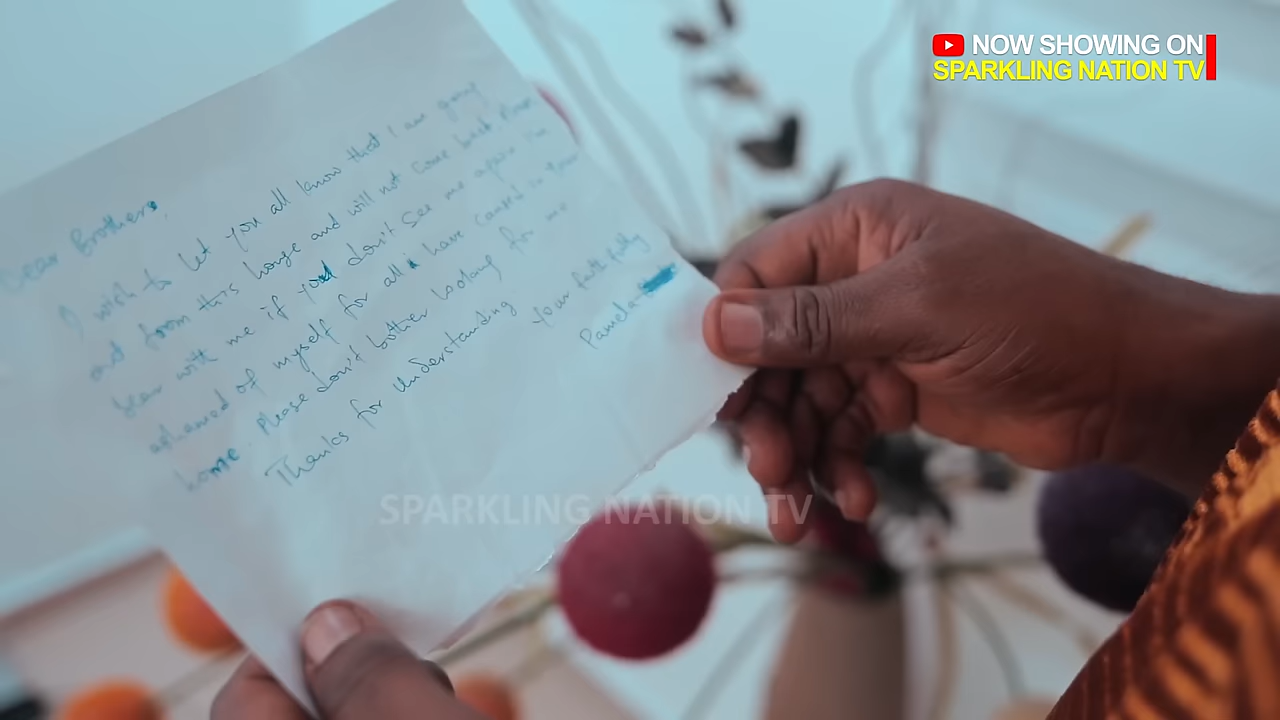 NOW SHOWING ON
SPARKLING NATION TV
Dear Brothers,
I wish to let you all know that I am going
out from this house and will not come back
Bear with me if you don't see me again I'm
ashamed of myself for all i have caused in
home. Please don't bother looking for me
Thanks for understanding
Your faithfully
Pamela
SPARKLING NATION TV